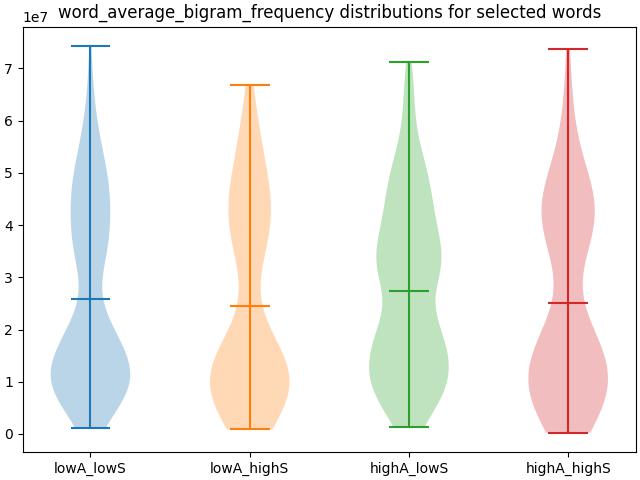 word_average_bigram_frequency distributions for selected words
1e7
7
6
5
4
3
2
1
0
lowA_lowS lowA_highS highA_lowS highA_highS